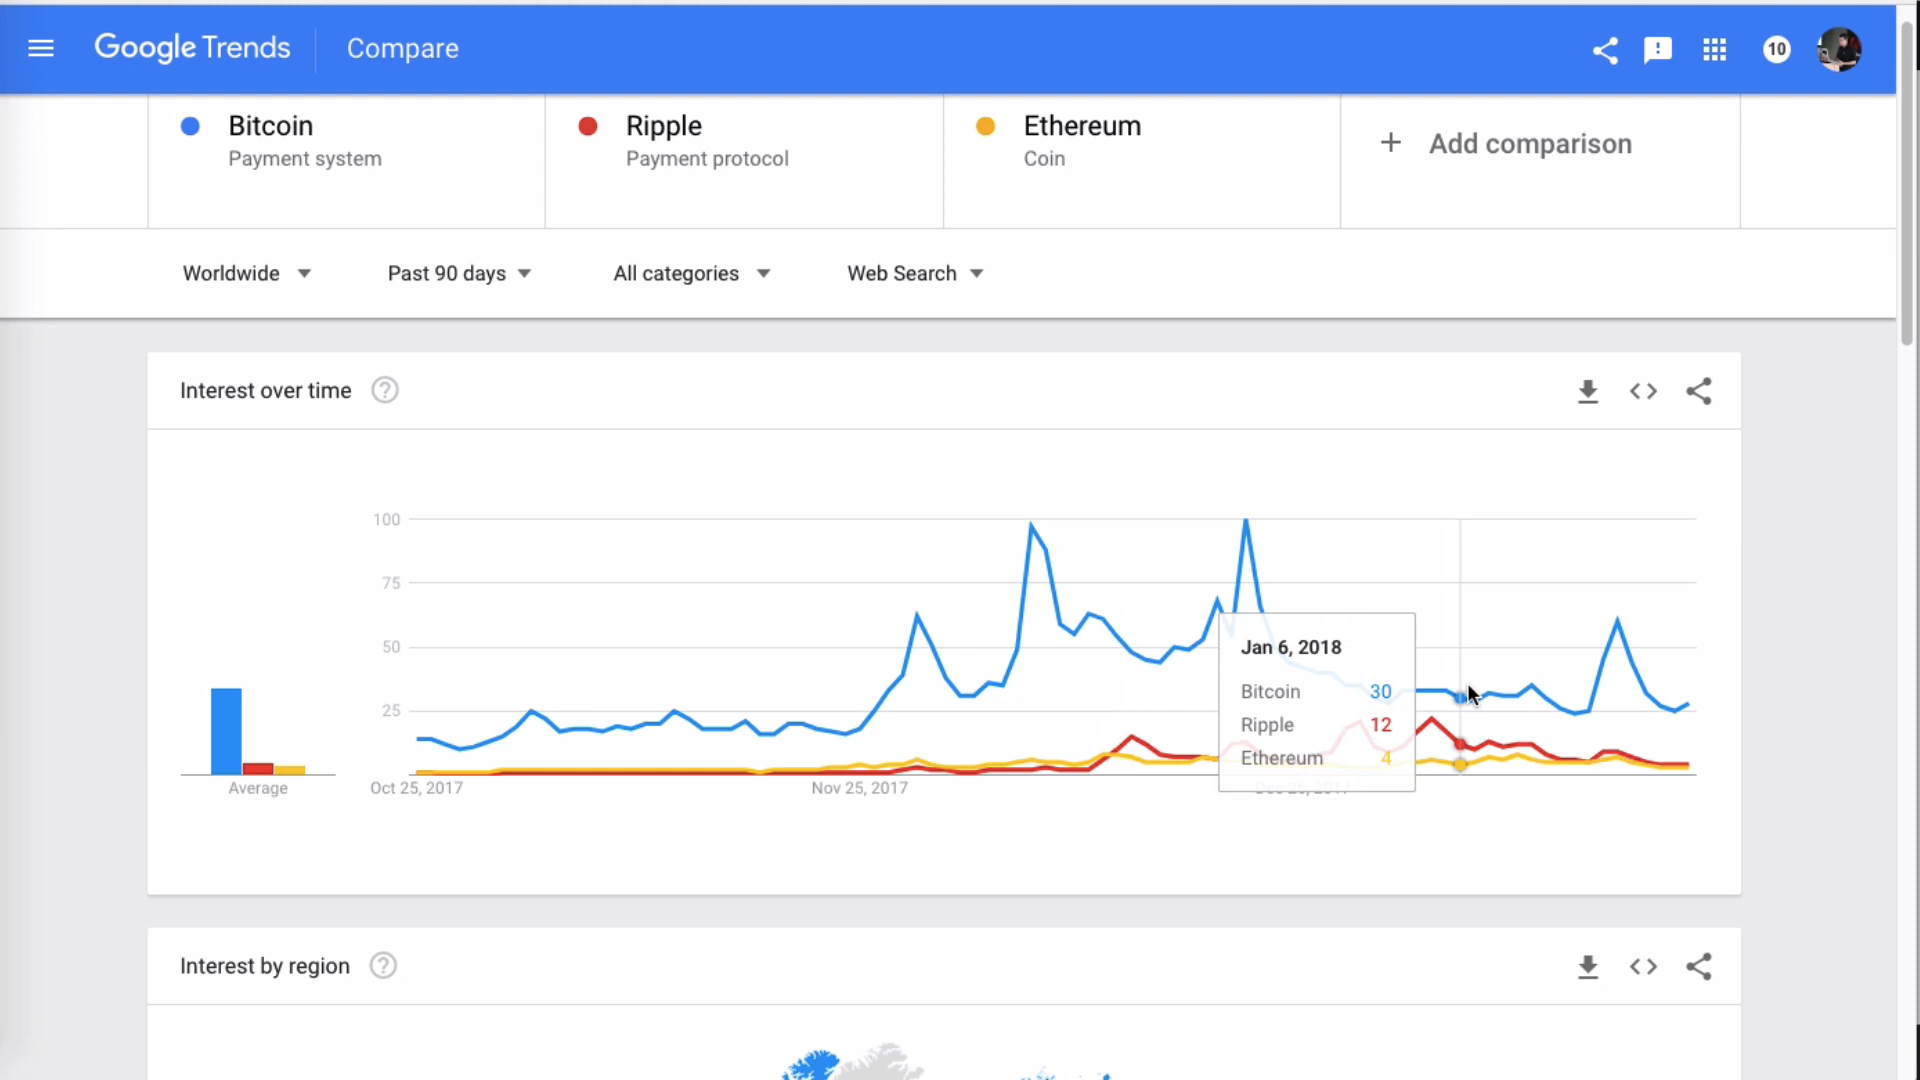 Google Trends Compare 10
Bitcoin
Payment system
Ripple
Payment protocol
Ethereum
Coin
+ Add comparison
Worldwide Past 90 days All categories Web Search
Interest over time ?
100
75
50
25
Average
Oct 25, 2017 Nov 25, 2017
Jan 6, 2018
Bitcoin 30
Ripple 12
Ethereum 4
Interest by region ?